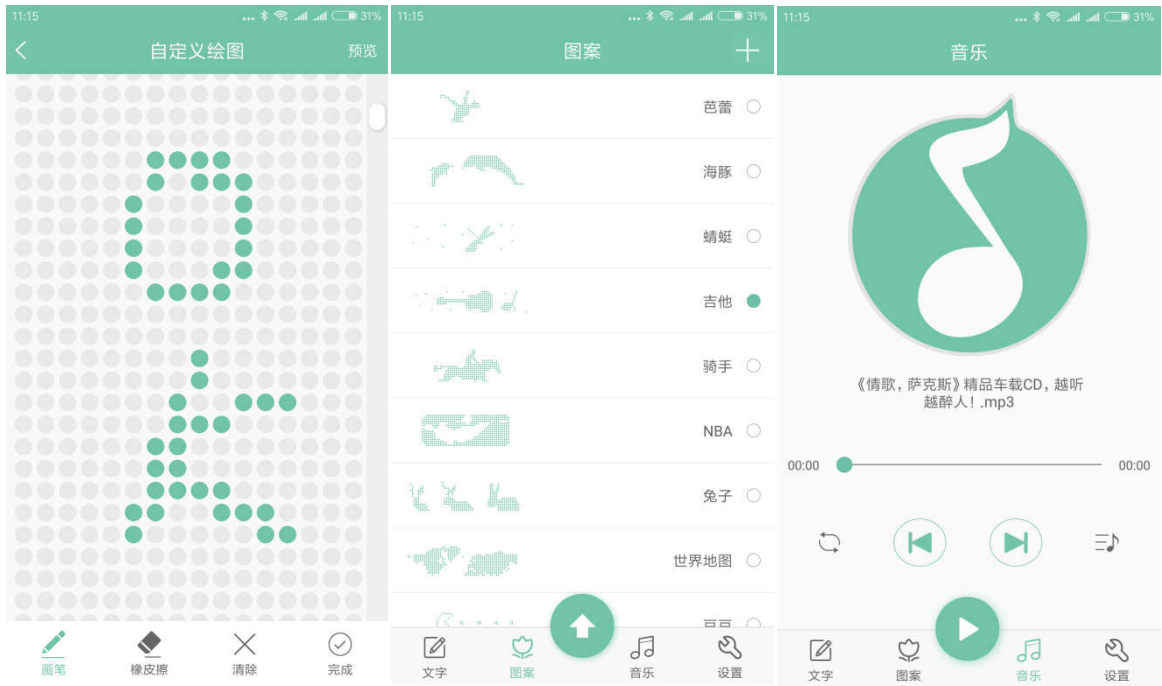 11:15
31%
自定义绘图
预览
画笔
橡皮擦
清除
完成
11:15
31%
图案
芭蕾
海豚
蜻蜓
吉他
骑手
NBA
兔子
世界地图
豆豆
文字
图案
音乐
设置
11:15
31%
音乐
《情歌，萨克斯》精品车载CD，越听
越醉人！.mp3
00:00
00:00
文字
图案
音乐
设置